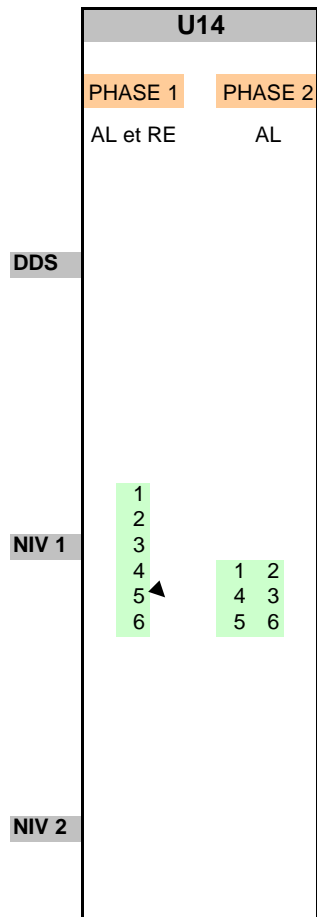 U14
PHASE 1 PHASE 2
AL et RE AL
DDS
1
2
NIV 1 3
4 1 2
5 4 3
6 5 6
NIV 2